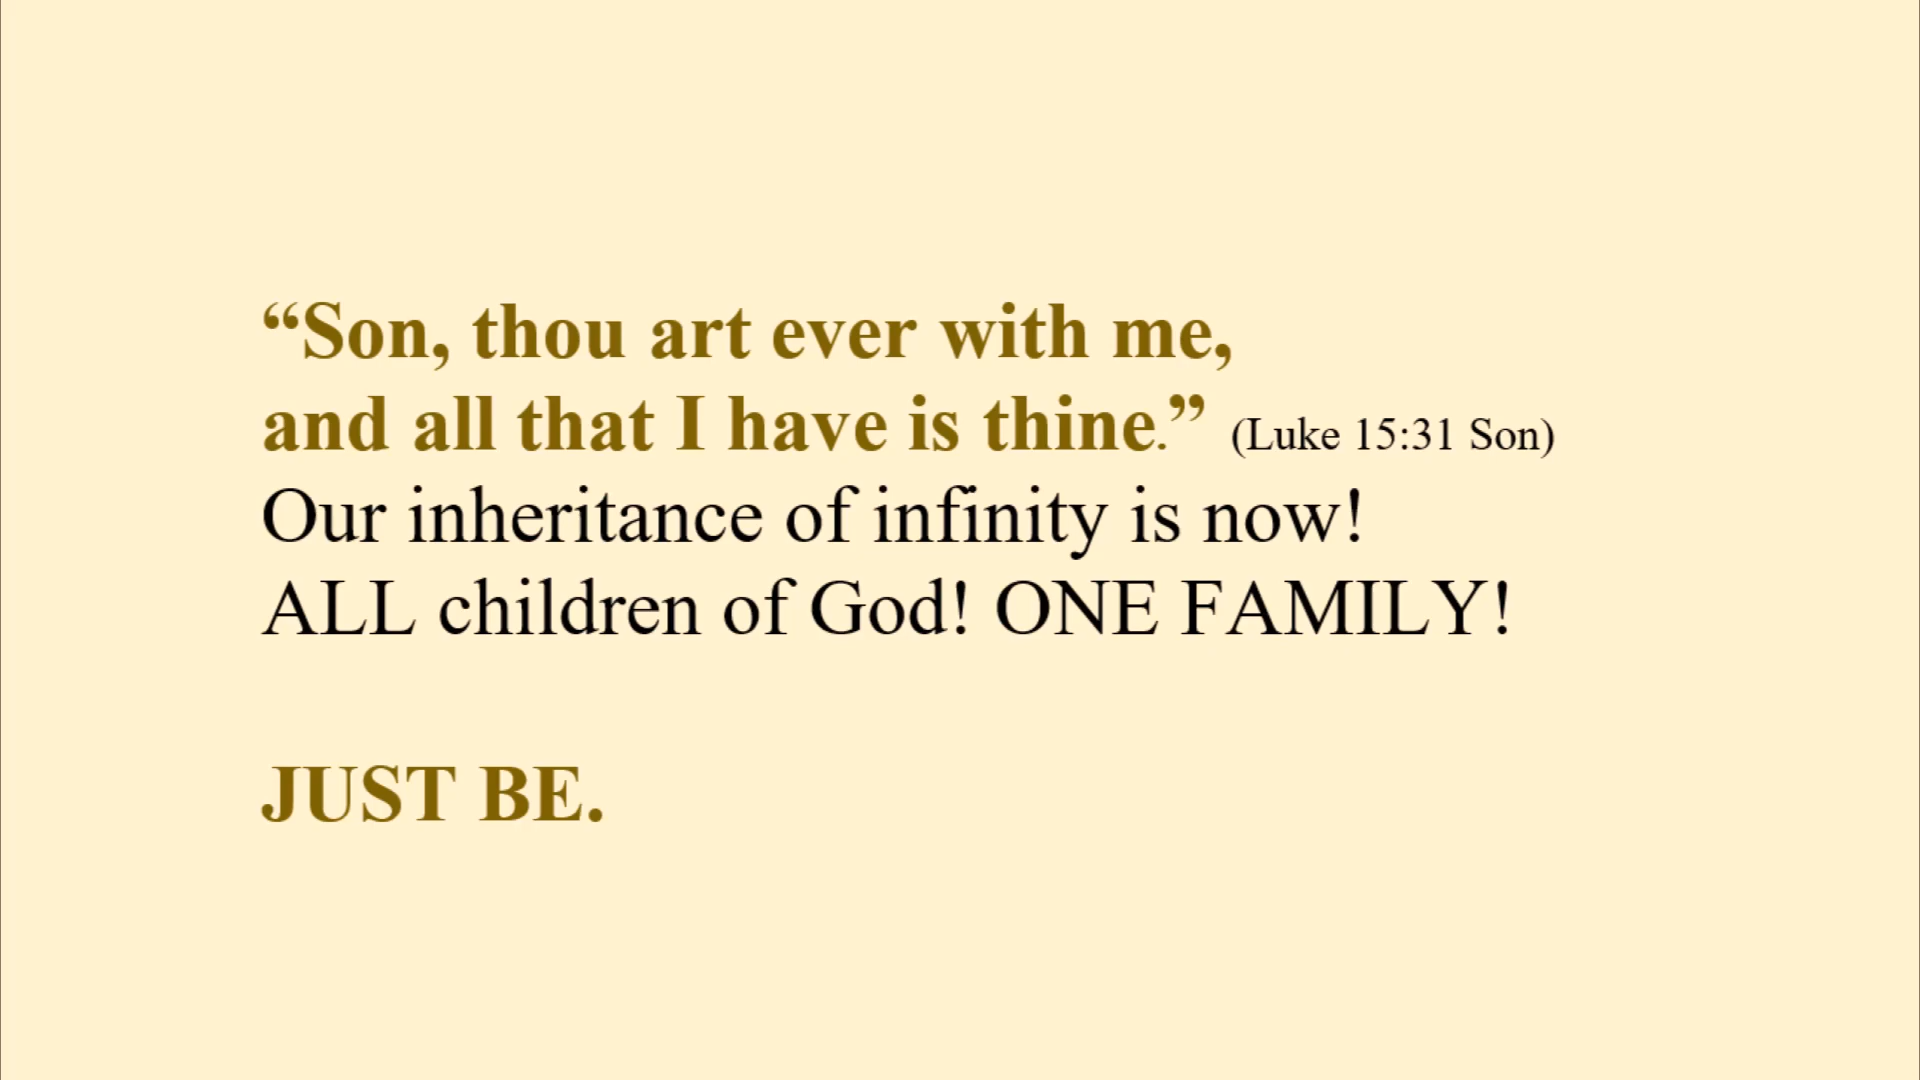 “Son, thou art ever with me,
and all that I have is thine.” (Luke 15:31 Son)
Our inheritance of infinity is now!
ALL children of God! ONE FAMILY!
JUST BE.